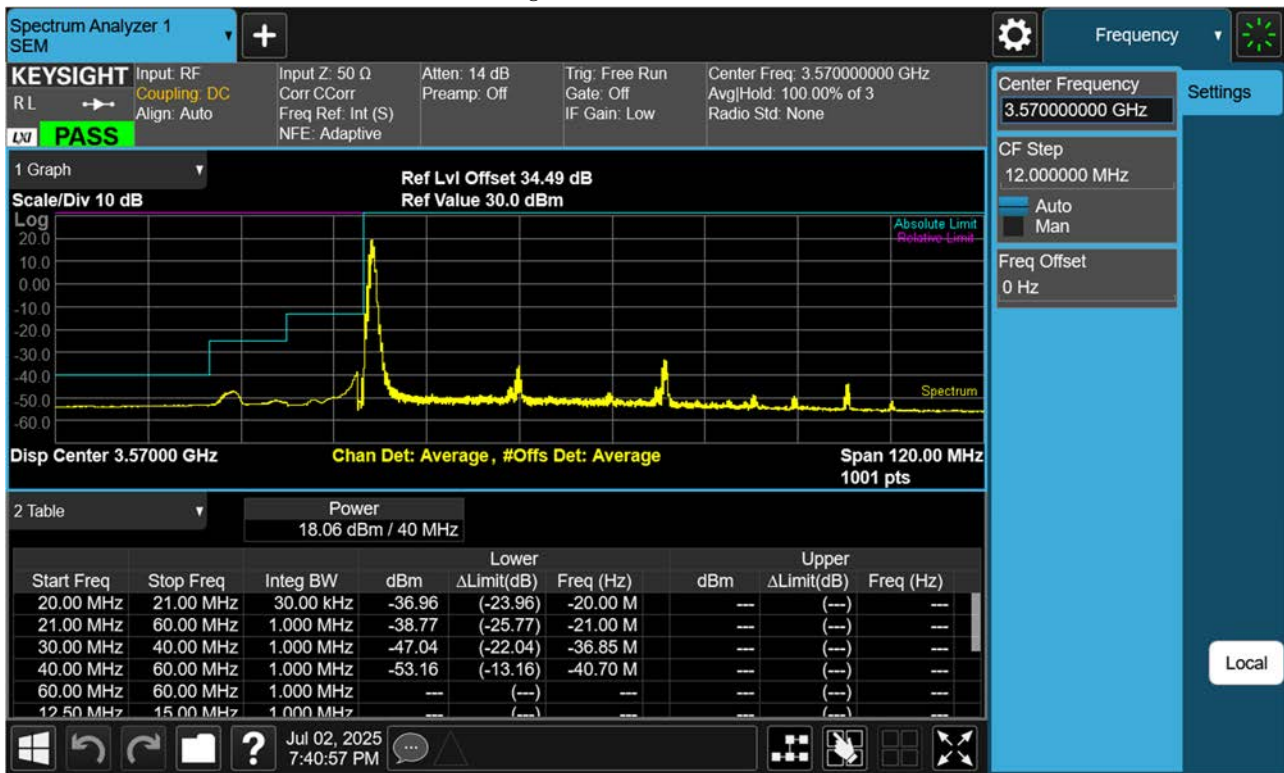 Spectrum Analyzer 1
SEM
+
Frequency
KEYSIGHT
RL
LXI
PASS
Input: RF
Coupling: DC
Align: Auto
Input Z: 50 Ω
Corr CCorr
Freq Ref: Int (S)
NFE: Adaptive
Atten: 14 dB
Preamp: Off
Trig: Free Run
Gate: Off
IF Gain: Low
Center Freq: 3.570000000 GHz
Avg|Hold: 100.00% of 3
Radio Std: None
Center Frequency
3.570000000 GHz
Settings
CF Step
12.000000 MHz
Auto
Man
Freq Offset
0 Hz
Local
1 Graph
Scale/Div 10 dB
Ref Lvl Offset 34.49 dB
Ref Value 30.0 dBm
Log
Absolute Limit
Relative Limit
20.0
10.0
0.00
-10.0
-20.0
-30.0
-40.0
-50.0
-60.0
Spectrum
Disp Center 3.57000 GHz
Chan Det: Average, #Offs Det: Average
Span 120.00 MHz
1001 pts
2 Table
Power
18.06 dBm / 40 MHz
Lower Upper
Start Freq Stop Freq Integ BW dBm ΔLimit(dB) Freq (Hz) dBm ΔLimit(dB) Freq (Hz)
20.00 MHz 21.00 MHz 30.00 kHz -36.96 (-23.96) -20.00 M --- (---) ---
21.00 MHz 60.00 MHz 1.000 MHz -38.77 (-25.77) -21.00 M --- (---) ---
30.00 MHz 40.00 MHz 1.000 MHz -47.04 (-22.04) -36.85 M --- (---) ---
40.00 MHz 60.00 MHz 1.000 MHz -53.16 (-13.16) -40.70 M --- (---) ---
60.00 MHz 60.00 MHz 1.000 MHz --- (---) --- --- (---) ---
12.50 MHz 15.00 MHz 1.000 MHz --- (---) --- --- (---) ---
?
Jul 02, 2025
7:40:57 PM